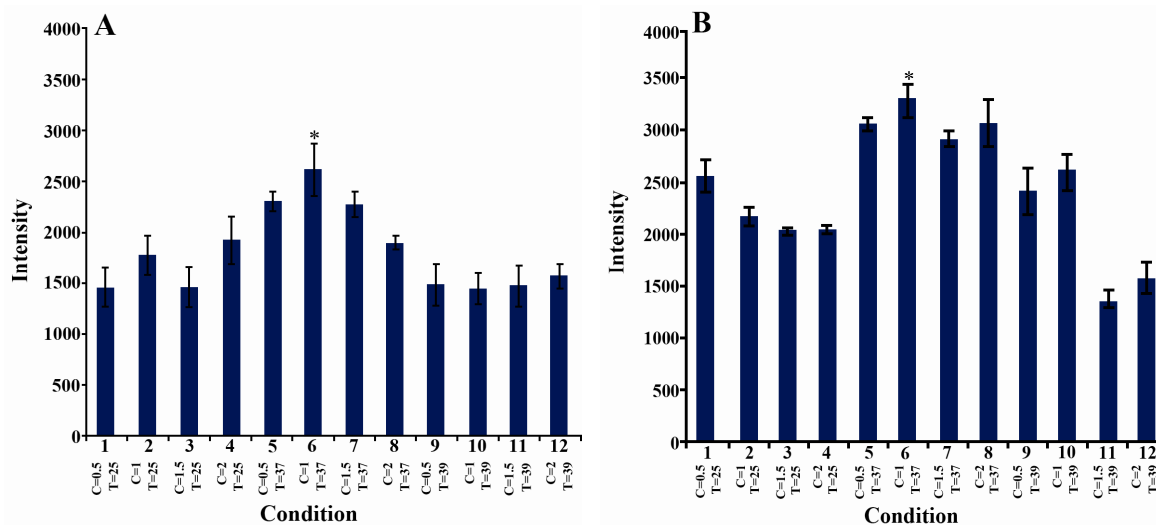 A
4000
3500
3000
2500
2000
1500
1000
500
0
Intensity
*
1 2 3 4 5 6 7 8 9 10 11 12
C=0.5 T=25
C=1 T=25
C=1.5 T=25
C=2 T=25
C=0.5 T=37
C=1 T=37
C=1.5 T=37
C=2 T=37
C=0.5 T=39
C=1 T=39
C=1.5 T=39
C=2 T=39
Condition
B
4000
3500
3000
2500
2000
1500
1000
500
0
Intensity
*
1 2 3 4 5 6 7 8 9 10 11 12
C=0.5 T=25
C=1 T=25
C=1.5 T=25
C=2 T=25
C=0.5 T=37
C=1 T=37
C=1.5 T=37
C=2 T=37
C=0.5 T=39
C=1 T=39
C=1.5 T=39
C=2 T=39
Condition